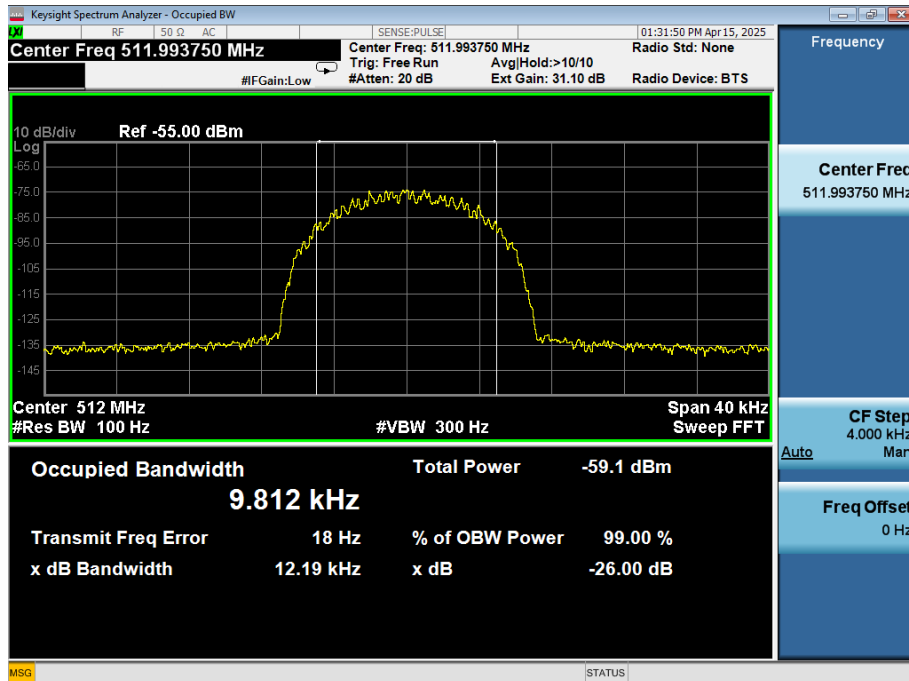 Keysight Spectrum Analyzer - Occupied BW
LXI
RF 50 Ω AC SENSE:PULSE 01:31:50 PM Apr 15, 2025
Center Freq 511.993750 MHz
Center Freq: 511.993750 MHz Radio Std: None
Trig: Free Run Avg|Hold:>10/10
#IFGain:Low #Atten: 20 dB Ext Gain: 31.10 dB Radio Device: BTS
10 dB/div Ref -55.00 dBm
Log
-65.0
-75.0
-85.0
-95.0
-105
-115
-125
-135
-145
Center 512 MHz Span 40 kHz
#Res BW 100 Hz #VBW 300 Hz Sweep FFT
Occupied Bandwidth Total Power -59.1 dBm
9.812 kHz
Transmit Freq Error 18 Hz % of OBW Power 99.00 %
x dB Bandwidth 12.19 kHz x dB -26.00 dB
MSG STATUS
Frequency
Center Freq
511.993750 MHz
CF Step
4.000 kHz
Auto Man
Freq Offset
0 Hz